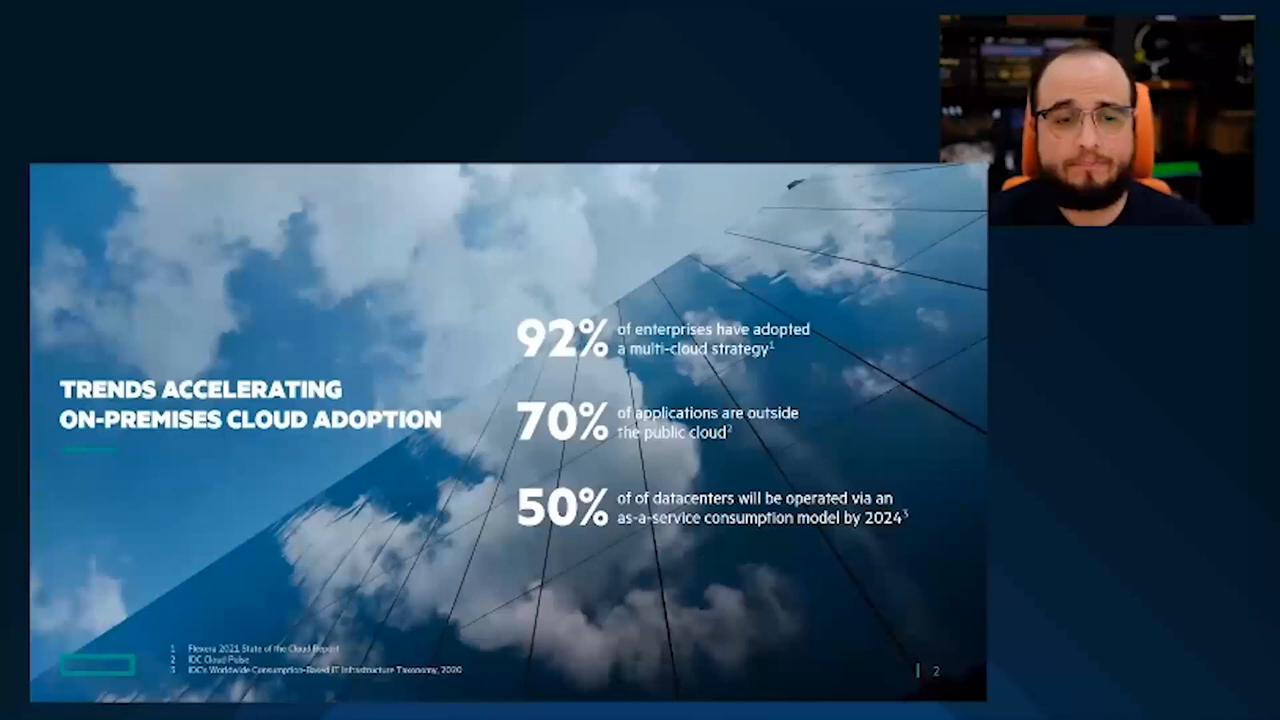 TRENDS ACCELERATING
ON-PREMISES CLOUD ADOPTION
92% of enterprises have adopted
a multi-cloud strategy1
70% of applications are outside
the public cloud2
50% of of datacenters will be operated via an
as-a-service consumption model by 20243
1 Flexera 2021 State of the Cloud Report
2 IDC Cloud Pulse
3 IDC's Worldwide Consumption-Based IT Infrastructure Taxonomy, 2020
2